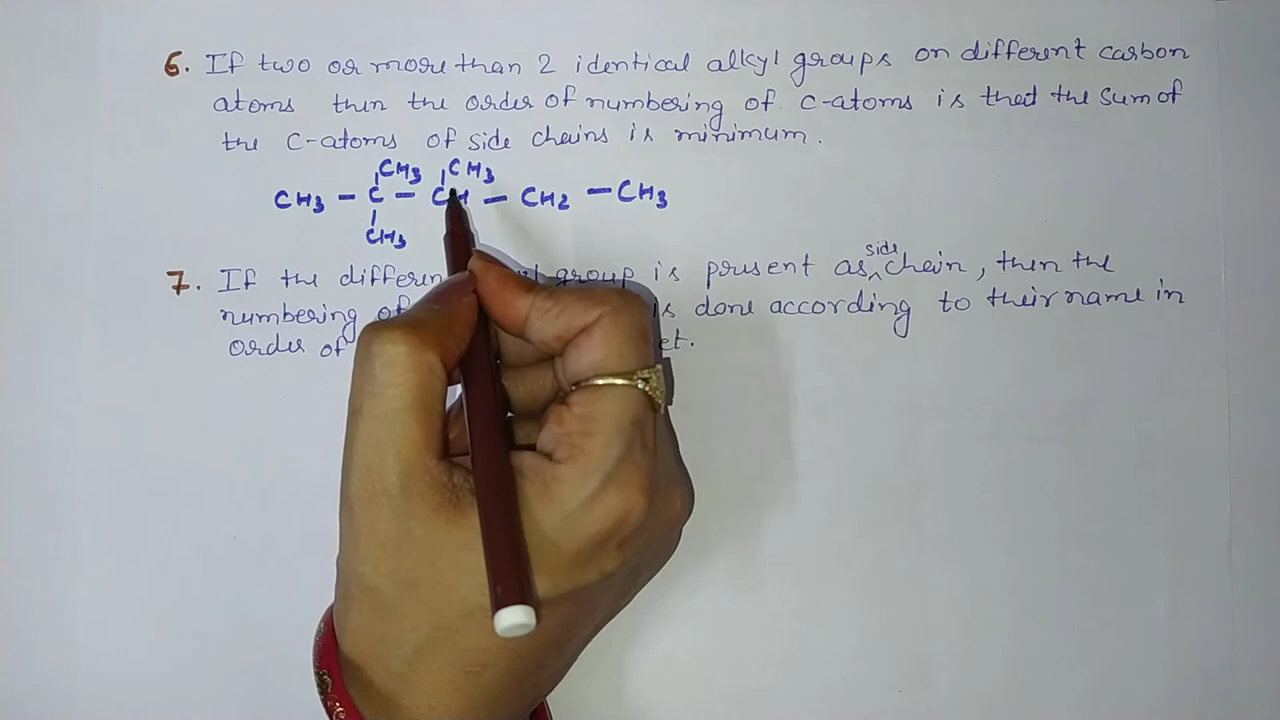 6. If two or more than 2 identical alkyl groups on different carbon
atoms then the order of numbering of C-atoms is that the sum of
the C-atoms of side chains is minimum.
CH3 CH3
CH3 - C - CH - CH2 - CH3
CH3
side
7. If the differen group is present as ^ chain, then the
numbering of is done according to their name in
order of et.